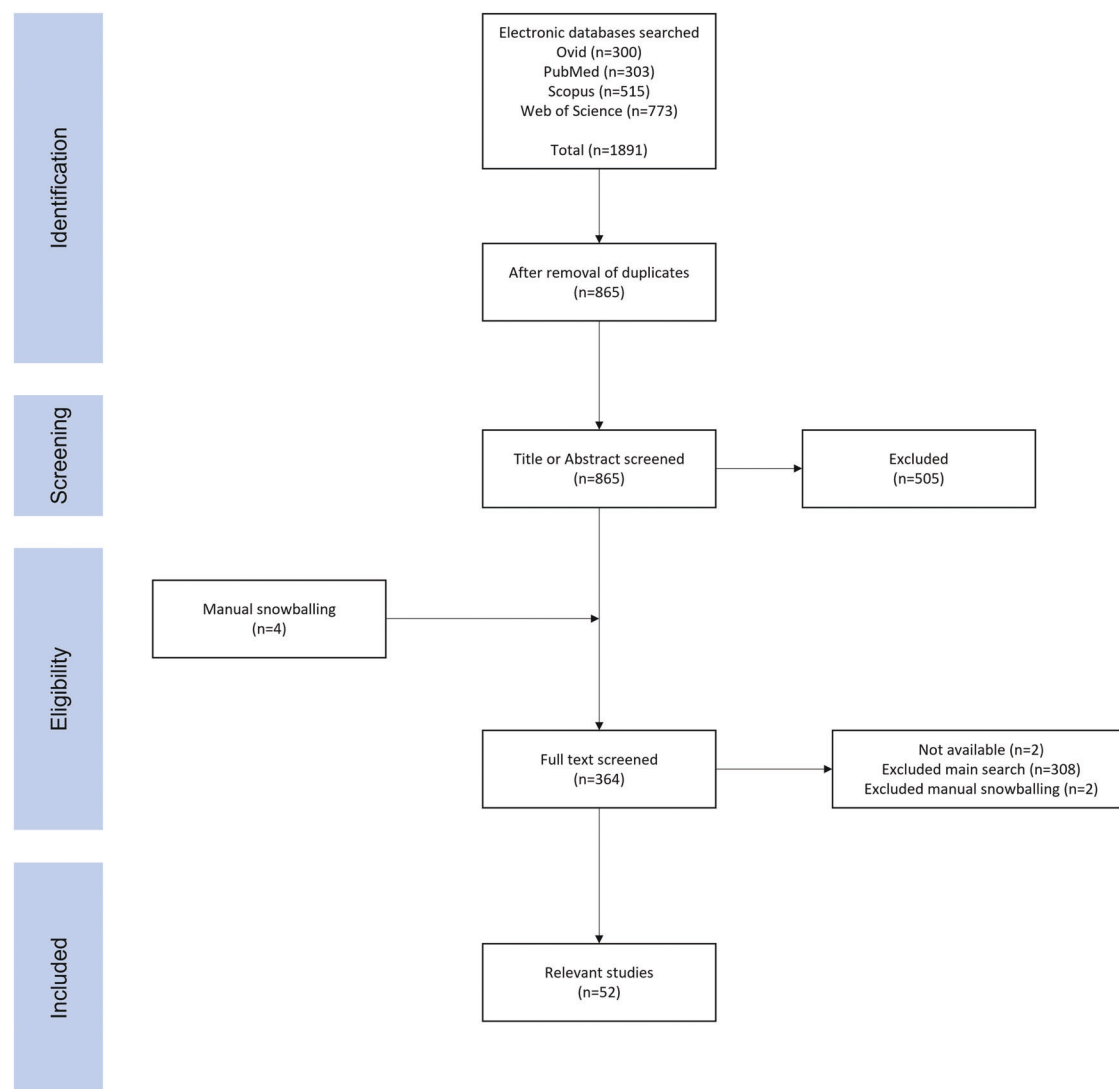 Identification
Electronic databases searched
Ovid (n=300)
PubMed (n=303)
Scopus (n=515)
Web of Science (n=773)
Total (n=1891)
After removal of duplicates
(n=865)
Screening
Title or Abstract screened
(n=865)
Excluded
(n=505)
Eligibility
Manual snowballing
(n=4)
Full text screened
(n=364)
Not available (n=2)
Excluded main search (n=308)
Excluded manual snowballing (n=2)
Included
Relevant studies
(n=52)